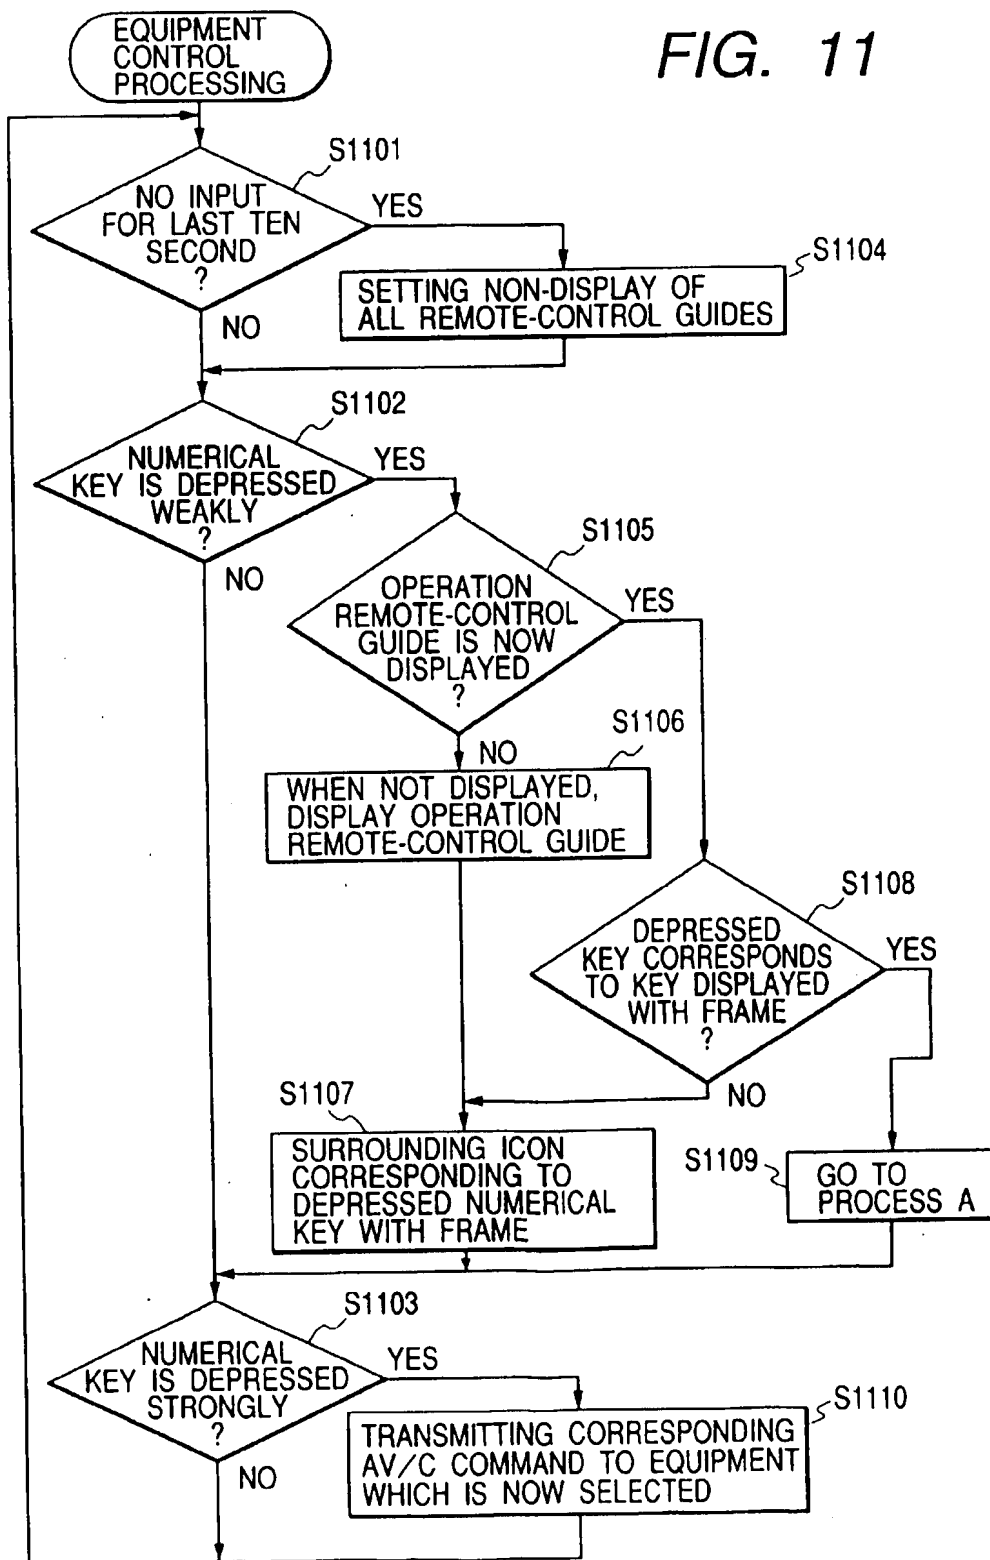 EQUIPMENT
CONTROL
PROCESSING
FIG. 11
S1101
NO INPUT
FOR LAST TEN
SECOND
?
YES
NO
S1104
SETTING NON-DISPLAY OF
ALL REMOTE-CONTROL GUIDES
S1102
NUMERICAL
KEY IS DEPRESSED
WEAKLY
?
YES
NO
S1105
OPERATION
REMOTE-CONTROL
GUIDE IS NOW
DISPLAYED
?
YES
NO
S1106
WHEN NOT DISPLAYED,
DISPLAY OPERATION
REMOTE-CONTROL GUIDE
S1108
DEPRESSED
KEY CORRESPONDS
TO KEY DISPLAYED
WITH FRAME
?
YES
NO
S1107
SURROUNDING ICON
CORRESPONDING TO
DEPRESSED NUMERICAL
KEY WITH FRAME
S1109
GO TO
PROCESS A
S1103
NUMERICAL
KEY IS DEPRESSED
STRONGLY
?
YES
NO
S1110
TRANSMITTING CORRESPONDING
AV/C COMMAND TO EQUIPMENT
WHICH IS NOW SELECTED